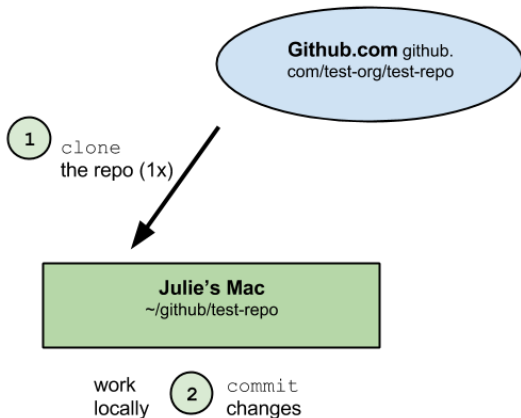 Github.com github.
com/test-org/test-repo
1
clone
the repo (1x)
Julie's Mac
~/github/test-repo
work
locally
2
commit
changes